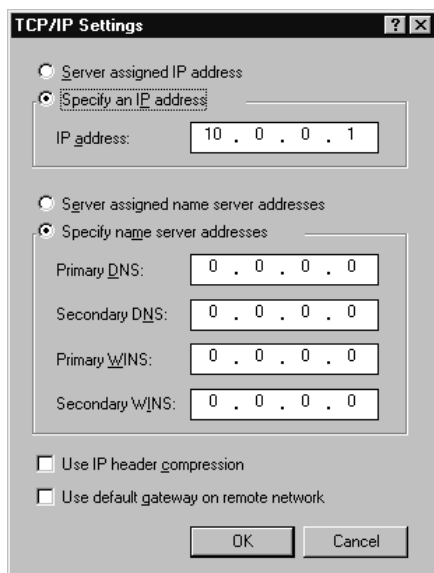 TCP/IP Settings
Server assigned IP address
Specify an IP address
IP address: 10 . 0 . 0 . 1
Server assigned name server addresses
Specify name server addresses
Primary DNS: 0 . 0 . 0 . 0
Secondary DNS: 0 . 0 . 0 . 0
Primary WINS: 0 . 0 . 0 . 0
Secondary WINS: 0 . 0 . 0 . 0
Use IP header compression
Use default gateway on remote network
OK Cancel